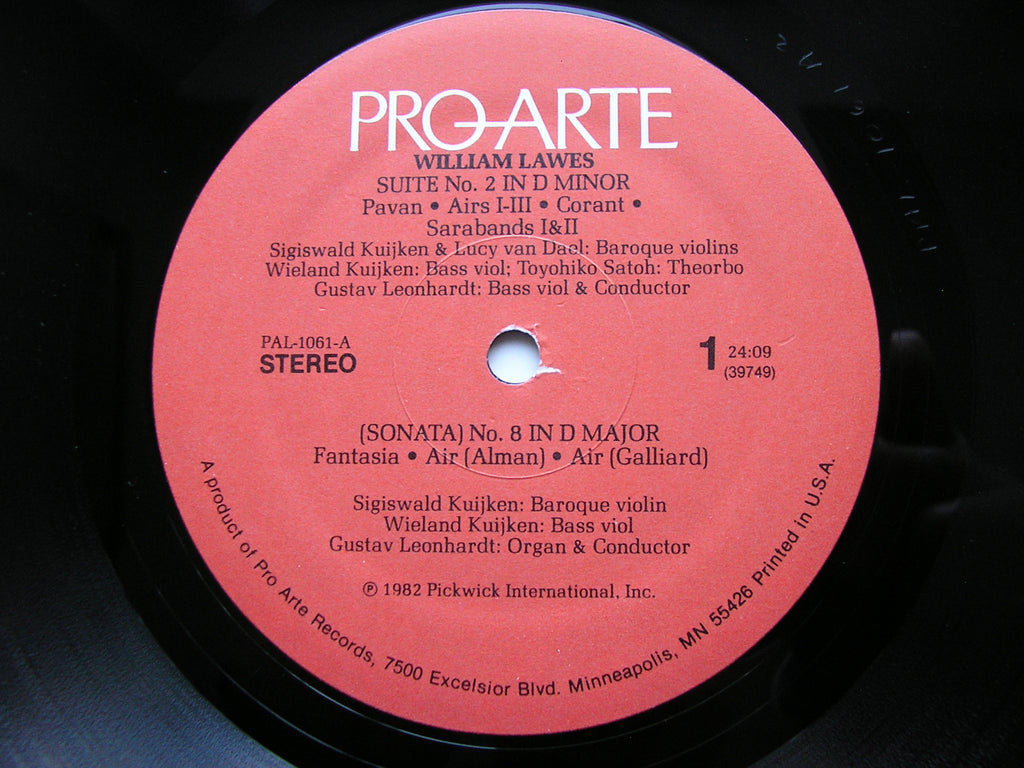 PRO-ARTE
WILLIAM LAWES
SUITE No. 2 IN D MINOR
Pavan • Airs I-III • Corant •
Sarabands I&II
Sigiswald Kuijken & Lucy van Dael: Baroque violins
Wieland Kuijken: Bass viol; Toyohiko Satoh: Theorbo
Gustav Leonhardt: Bass viol & Conductor
PAL-1061-A
STEREO
1 24:09
(39749)
(SONATA) No. 8 IN D MAJOR
Fantasia • Air (Alman) • Air (Galliard)
Sigiswald Kuijken: Baroque violin
Wieland Kuijken: Bass viol
Gustav Leonhardt: Organ & Conductor
℗ 1982 Pickwick International, Inc.
A product of Pro Arte Records, 7500 Excelsior Blvd. Minneapolis, MN 55426 Printed in U.S.A.